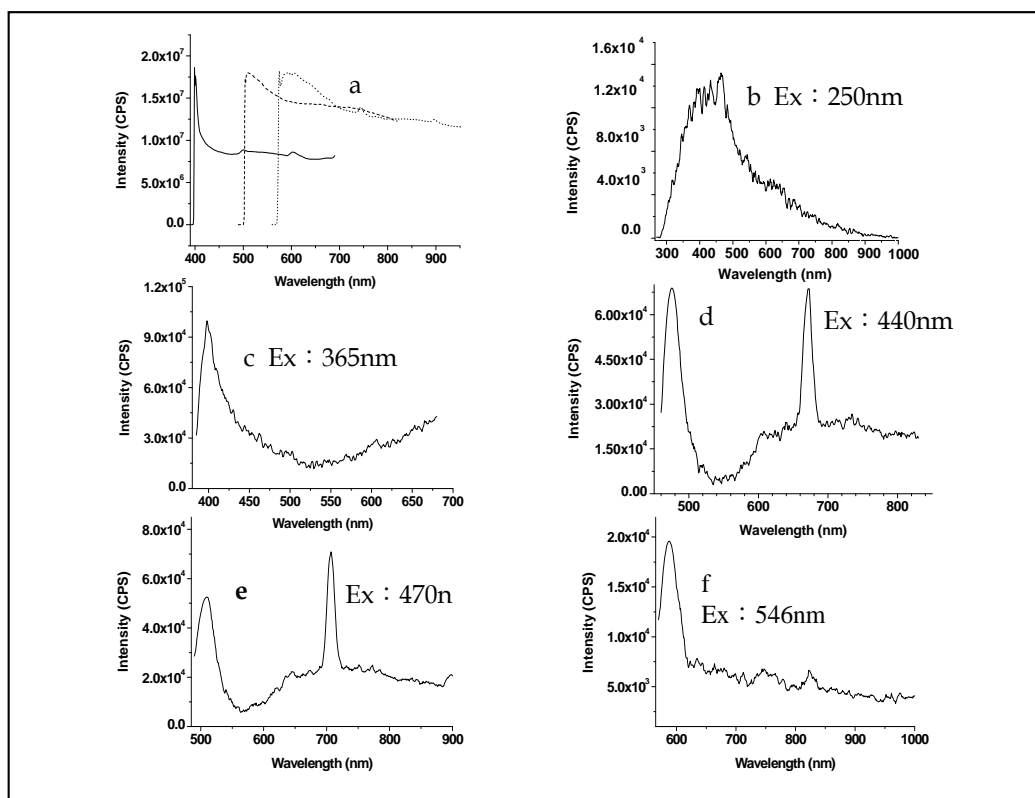 2.0x10⁷
1.5x10⁷
1.0x10⁷
5.0x10⁶
0.0
Intensity (CPS)
400 500 600 700 800 900
Wavelength (nm)
a
1.6x10⁴
1.2x10⁴
8.0x10³
4.0x10³
0.0
Intensity (CPS)
300 400 500 600 700 800 900 1000
Wavelength (nm)
b Ex：250nm
1.2x10⁵
9.0x10⁴
6.0x10⁴
3.0x10⁴
0.0
Intensity (CPS)
400 450 500 550 600 650 700
Wavelength (nm)
c Ex：365nm
6.00x10⁴
4.50x10⁴
3.00x10⁴
1.50x10⁴
0.00
Intensity (CPS)
500 600 700 800
Wavelength (nm)
d Ex：440nm
8.0x10⁴
6.0x10⁴
4.0x10⁴
2.0x10⁴
0.0
Intensity (CPS)
500 600 700 800 900
Wavelength (nm)
e Ex：470n
2.0x10⁴
1.5x10⁴
1.0x10⁴
5.0x10³
Intensity (CPS)
600 700 800 900 1000
Wavelength (nm)
f
Ex：546nm